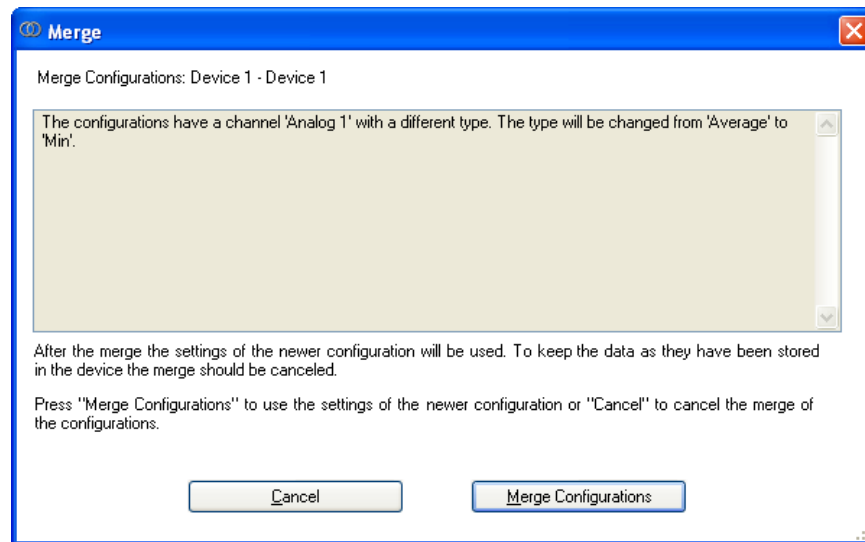 Merge
Merge Configurations: Device 1 - Device 1
The configurations have a channel 'Analog 1' with a different type. The type will be changed from 'Average' to
'Min'.
After the merge the settings of the newer configuration will be used. To keep the data as they have been stored
in the device the merge should be canceled.
Press "Merge Configurations" to use the settings of the newer configuration or "Cancel" to cancel the merge of
the configurations.
Cancel
Merge Configurations